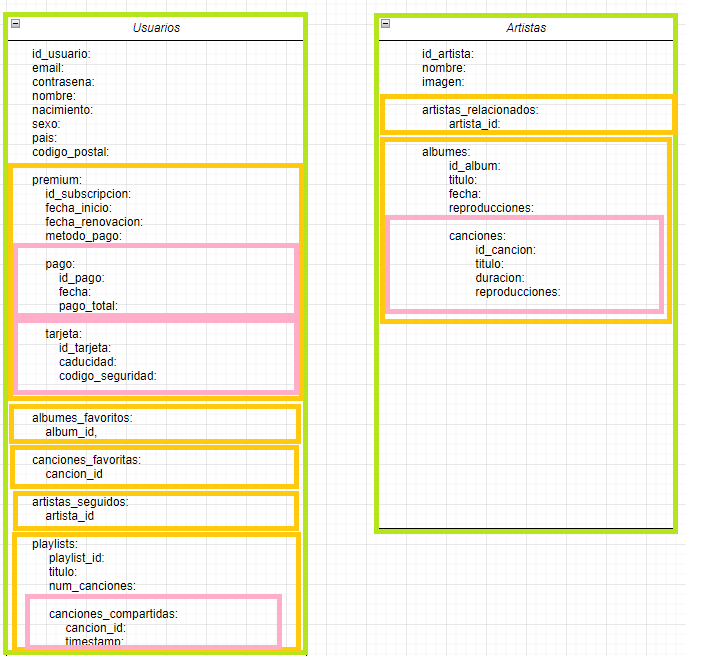 Usuarios
id_usuario:
email:
contrasena:
nombre:
nacimiento:
sexo:
pais:
codigo_postal:
premium:
id_subscripcion:
fecha_inicio:
fecha_renovacion:
metodo_pago:
pago:
id_pago:
fecha:
pago_total:
tarjeta:
id_tarjeta:
caducidad:
codigo_seguridad:
albumes_favoritos:
album_id,
canciones_favoritas:
cancion_id
artistas_seguidos:
artista_id
playlists:
playlist_id:
titulo:
num_canciones:
canciones_compartidas:
cancion_id:
timestamp:
Artistas
id_artista:
nombre:
imagen:
artistas_relacionados:
artista_id:
albumes:
id_album:
titulo:
fecha:
reproducciones:
canciones:
id_cancion:
titulo:
duracion:
reproducciones: